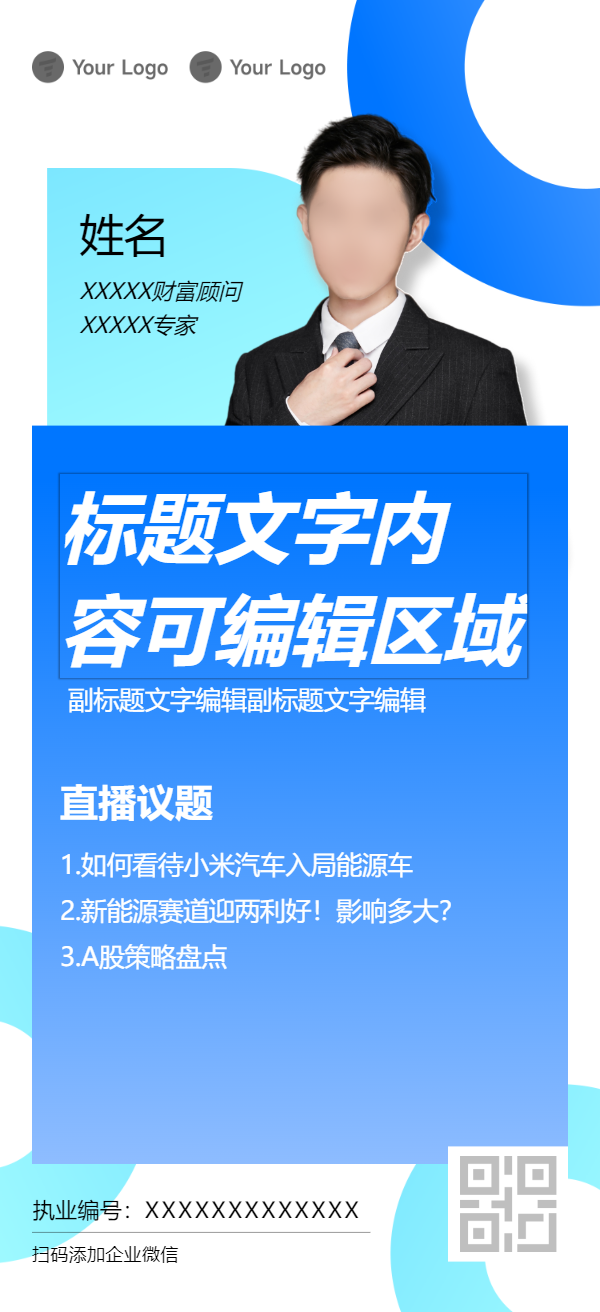 Your Logo Your Logo
姓名
XXXXX财富顾问
XXXXX专家
标题文字内
容可编辑区域
副标题文字编辑副标题文字编辑
直播议题
1.如何看待小米汽车入局能源车
2.新能源赛道迎两利好！影响多大？
3.A股策略盘点
执业编号：XXXXXXXXXXXXX
扫码添加企业微信